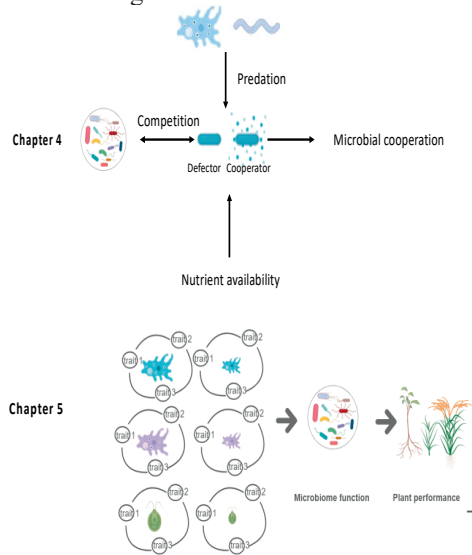 Predation
Competition
Chapter 4
Microbial cooperation
Defector Cooperator
Nutrient availability
trait 2
trait 2
trait 1
trait 1
trait 3
trait 3
Chapter 5
trait 2
trait 2
trait 1
trait 1
trait 3
trait 3
Microbiome function Plant performance
trait 2
trait 2
trait 1
trait 1
trait 3
trait 3